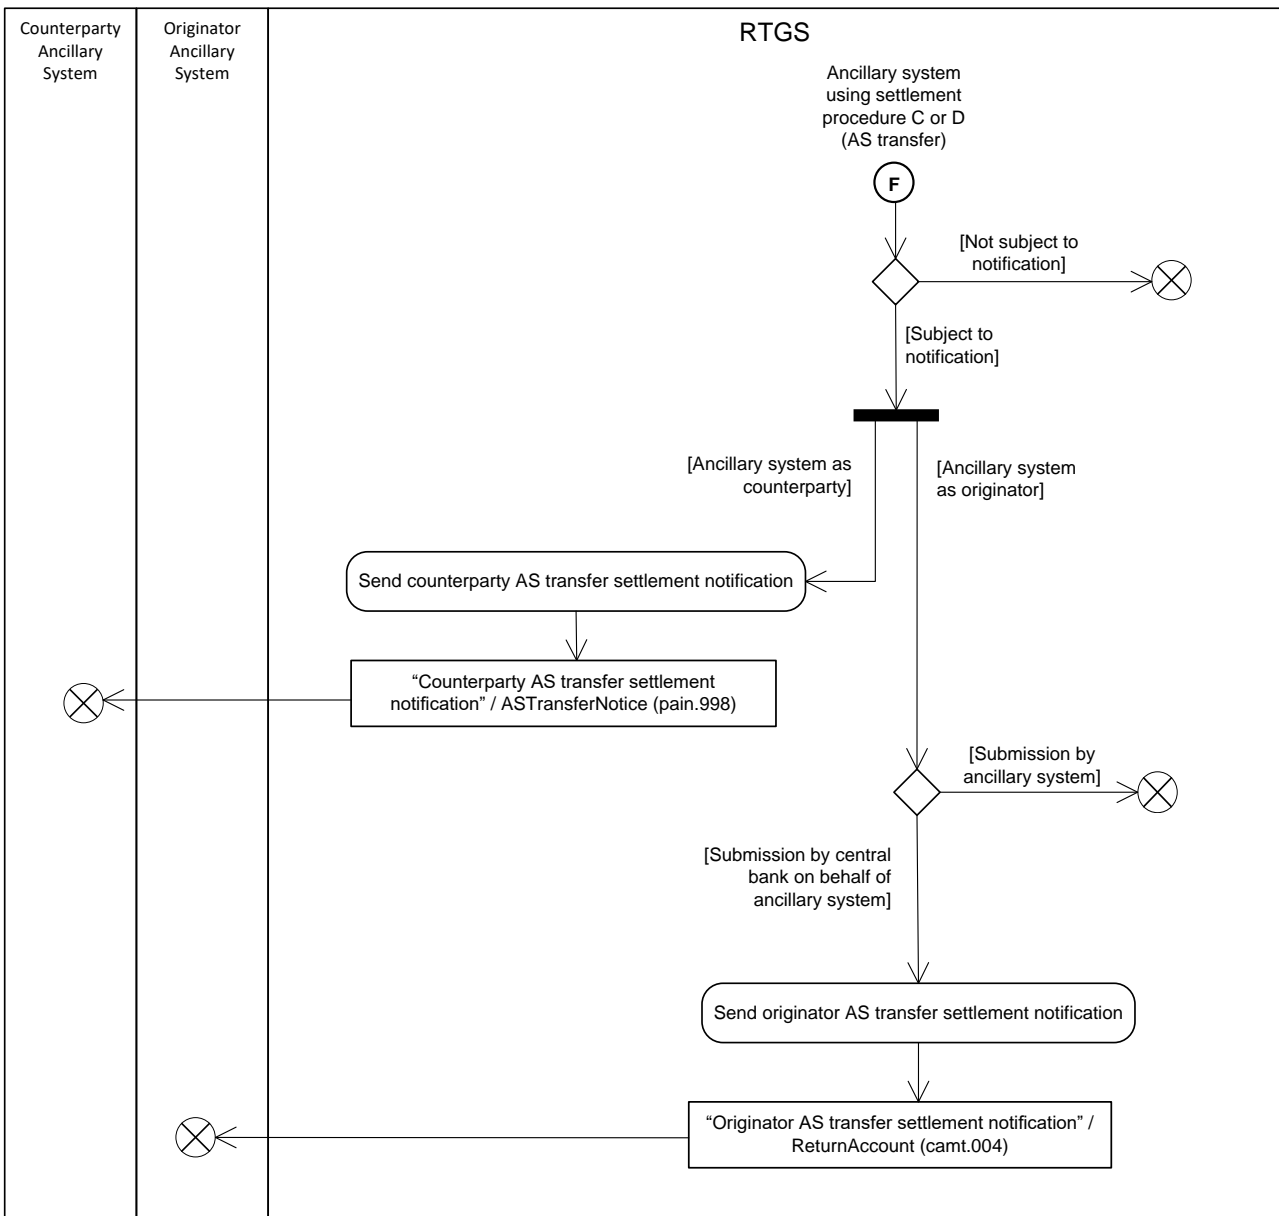 Counterparty
Ancillary
System
Originator
Ancillary
System
RTGS
Ancillary system
using settlement
procedure C or D
(AS transfer)
F
[Not subject to
notification]
[Subject to
notification]
[Ancillary system as
counterparty]
[Ancillary system
as originator]
Send counterparty AS transfer settlement notification
“Counterparty AS transfer settlement
notification” / ASTransferNotice (pain.998)
[Submission by
ancillary system]
[Submission by central
bank on behalf of
ancillary system]
Send originator AS transfer settlement notification
“Originator AS transfer settlement notification” /
ReturnAccount (camt.004)